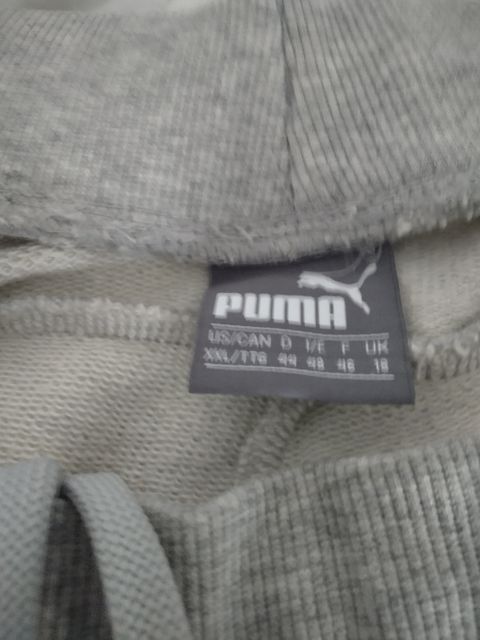 PUMA
US/CAN D I/E F UK
XXL/TTG 44 48 46 18